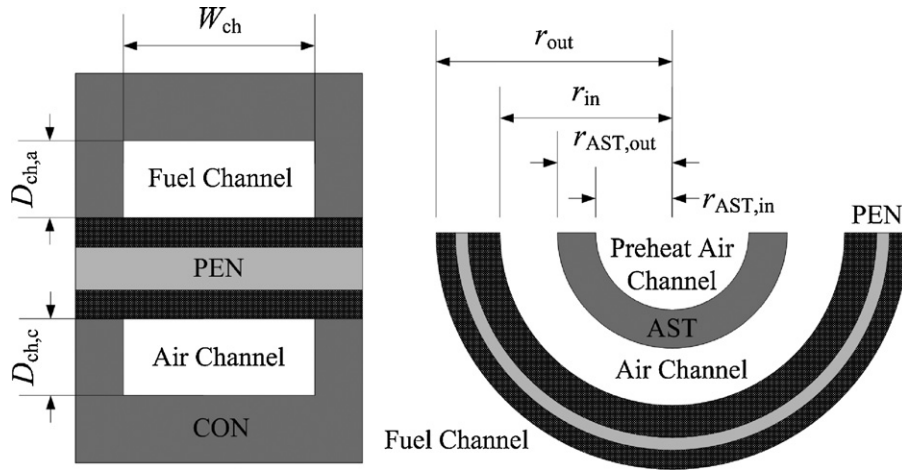 W_ch
D_ch,a
Fuel Channel
PEN
D_ch,c
Air Channel
CON
r_out
r_in
r_AST,out
r_AST,in
PEN
Preheat Air
Channel
AST
Air Channel
Fuel Channel